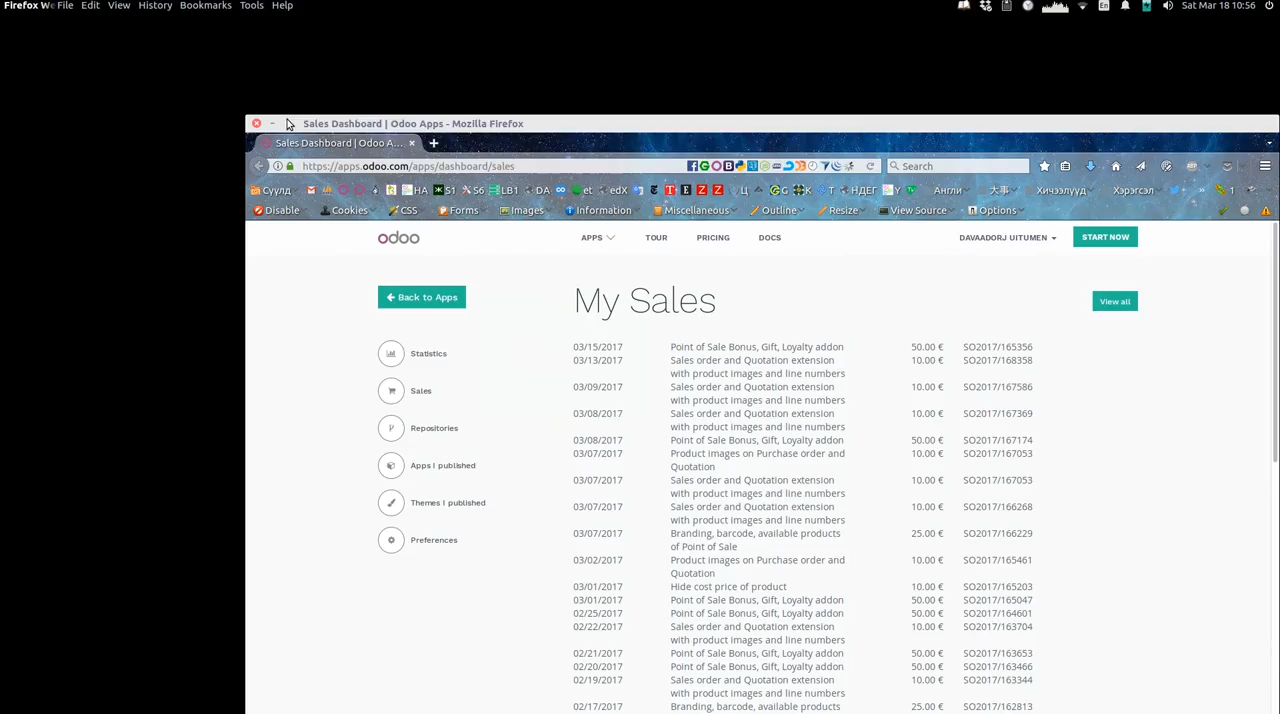 Firefox We File Edit View History Bookmarks Tools Help
En Sat Mar 18 10:56
Sales Dashboard | Odoo Apps - Mozilla Firefox
Sales Dashboard | Odoo A...
https://apps.odoo.com/apps/dashboard/sales
Search
Суулд HA S1 S6 LB1 DA et edX T E Z Z Ц G K T НДЕГ Y Англи 大事 Хичээлүүд Хэрэгсэл 1
Disable Cookies CSS Forms Images Information Miscellaneous Outline Resize View Source Options
odoo APPS TOUR PRICING DOCS DAVAADORJ UITUMEN START NOW
Back to Apps
Statistics
Sales
Repositories
Apps I published
Themes I published
Preferences
My Sales
View all
03/15/2017 Point of Sale Bonus, Gift, Loyalty addon 50.00 € SO2017/165356
03/13/2017 Sales order and Quotation extension 10.00 € SO2017/168358
with product images and line numbers
03/09/2017 Sales order and Quotation extension 10.00 € SO2017/167586
with product images and line numbers
03/08/2017 Sales order and Quotation extension 10.00 € SO2017/167369
with product images and line numbers
03/08/2017 Point of Sale Bonus, Gift, Loyalty addon 50.00 € SO2017/167174
03/07/2017 Product images on Purchase order and 10.00 € SO2017/167053
Quotation
03/07/2017 Sales order and Quotation extension 10.00 € SO2017/167053
with product images and line numbers
03/07/2017 Sales order and Quotation extension 10.00 € SO2017/166268
with product images and line numbers
03/07/2017 Branding, barcode, available products 25.00 € SO2017/166229
of Point of Sale
03/02/2017 Product images on Purchase order and 10.00 € SO2017/165461
Quotation
03/01/2017 Hide cost price of product 10.00 € SO2017/165203
03/01/2017 Point of Sale Bonus, Gift, Loyalty addon 50.00 € SO2017/165047
02/25/2017 Point of Sale Bonus, Gift, Loyalty addon 50.00 € SO2017/164601
02/22/2017 Sales order and Quotation extension 10.00 € SO2017/163704
with product images and line numbers
02/21/2017 Point of Sale Bonus, Gift, Loyalty addon 50.00 € SO2017/163653
02/20/2017 Point of Sale Bonus, Gift, Loyalty addon 50.00 € SO2017/163466
02/19/2017 Sales order and Quotation extension 10.00 € SO2017/163344
with product images and line numbers
02/17/2017 Branding, barcode, available products 25.00 € SO2017/162813